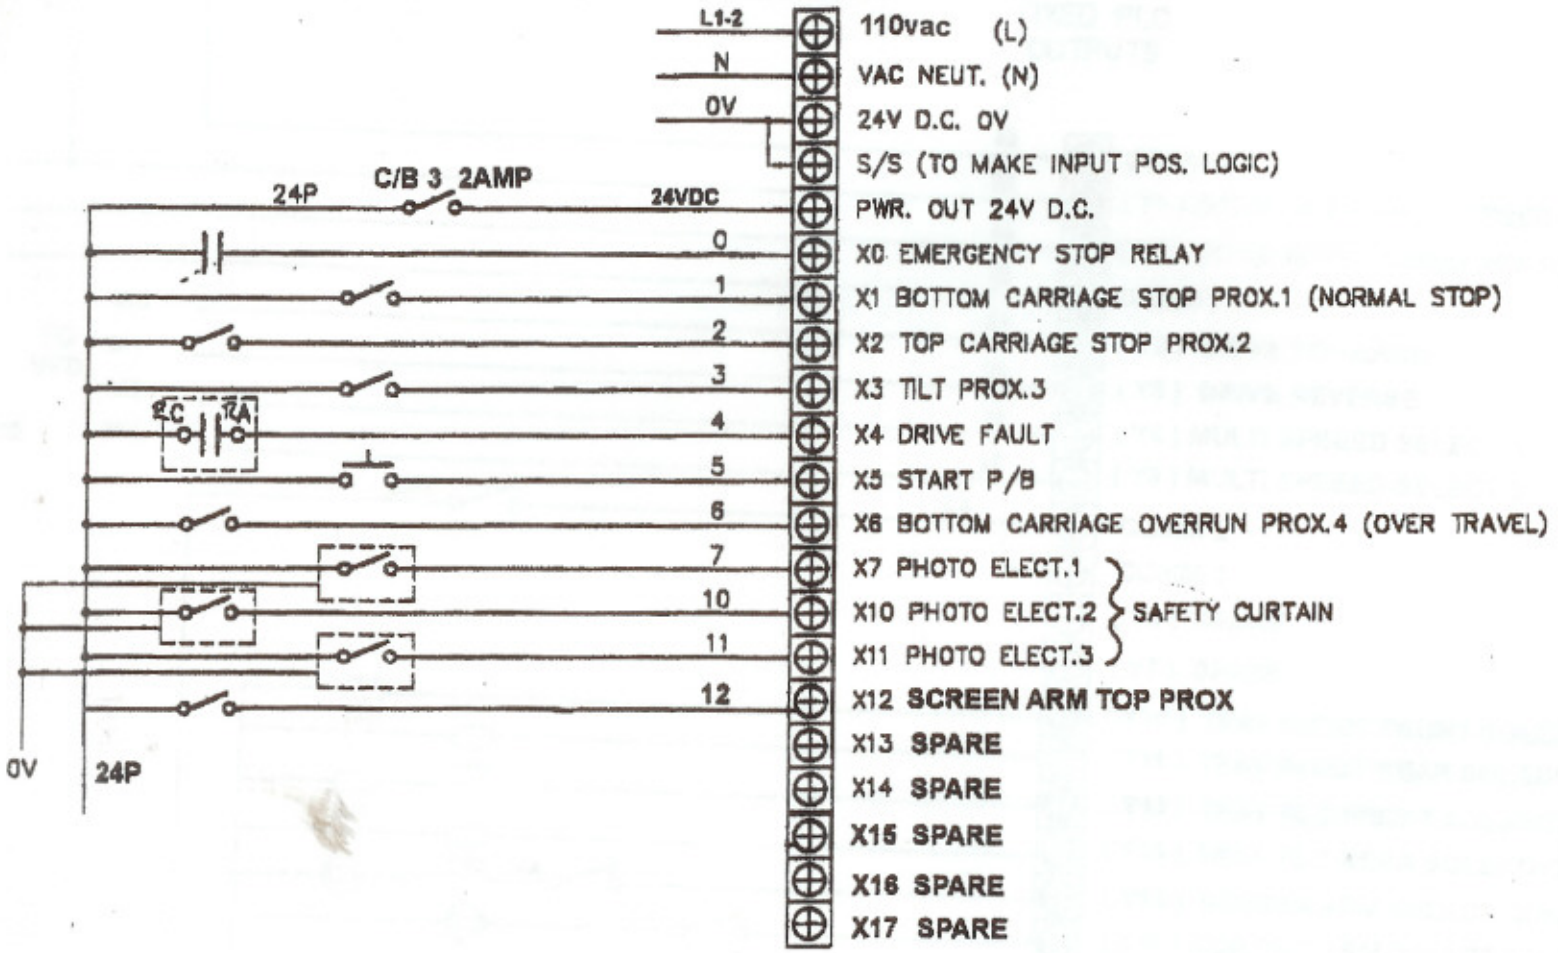 L1-2 110vac (L)
N VAC NEUT. (N)
0V 24V D.C. 0V
S/S (TO MAKE INPUT POS. LOGIC)
24P C/B 3 2AMP 24VDC PWR. OUT 24V D.C.
0 X0 EMERGENCY STOP RELAY
1 X1 BOTTOM CARRIAGE STOP PROX.1 (NORMAL STOP)
2 X2 TOP CARRIAGE STOP PROX.2
3 X3 TILT PROX.3
RA 4 X4 DRIVE FAULT
5 X5 START P/B
6 X6 BOTTOM CARRIAGE OVERRUN PROX.4 (OVER TRAVEL)
7 X7 PHOTO ELECT.1
10 X10 PHOTO ELECT.2 SAFETY CURTAIN
11 X11 PHOTO ELECT.3
12 X12 SCREEN ARM TOP PROX
X13 SPARE
0V 24P
X14 SPARE
X15 SPARE
X16 SPARE
X17 SPARE